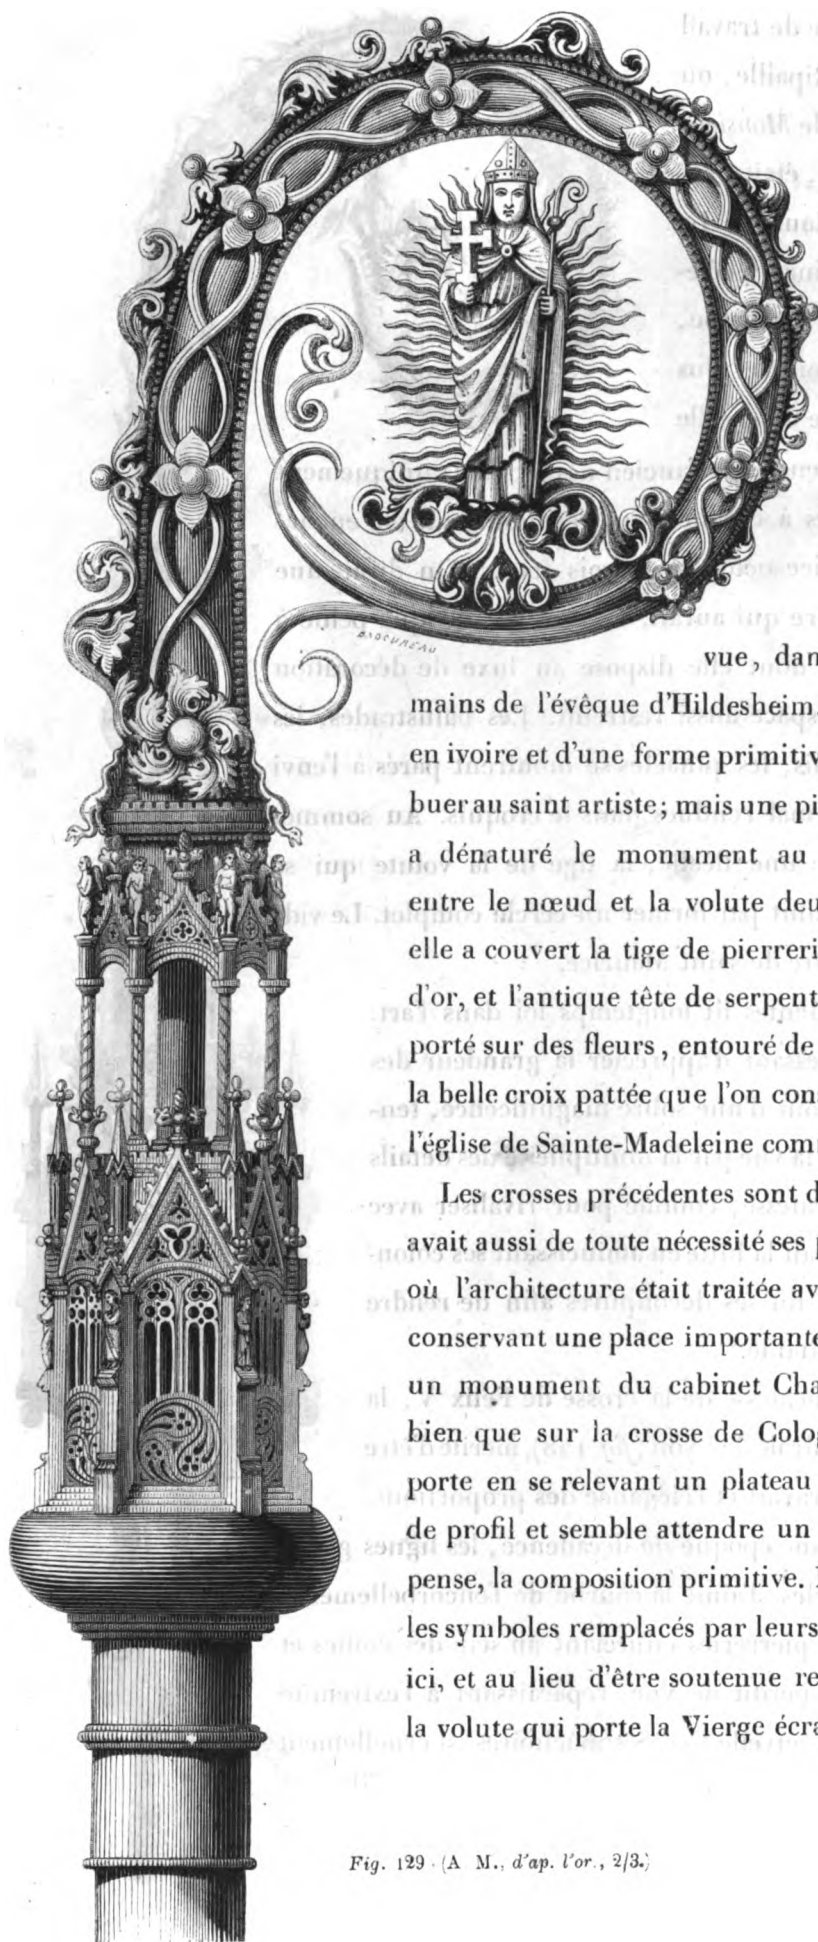 BROCUREAU
vue, dan
mains de l'évêque d'Hildesheim.
en ivoire et d'une forme primitiv
buer au saint artiste; mais une pi
a dénaturé le monument au
entre le nœud et la volute deu
elle a couvert la tige de pierreri
d'or, et l'antique tête de serpent
porté sur des fleurs, entouré de
la belle croix pattée que l'on con
l'église de Sainte-Madeleine com
Les crosses précédentes sont d
avait aussi de toute nécessité ses p
où l'architecture était traitée av
conservant une place importante
un monument du cabinet Cha
bien que sur la crosse de Colo
porte en se relevant un plateau
de profil et semble attendre un
pense, la composition primitive.
les symboles remplacés par leurs
ici, et au lieu d'être soutenue re
la volute qui porte la Vierge écra
Fig. 129. (A M., d'ap. l'or., 2/3.)